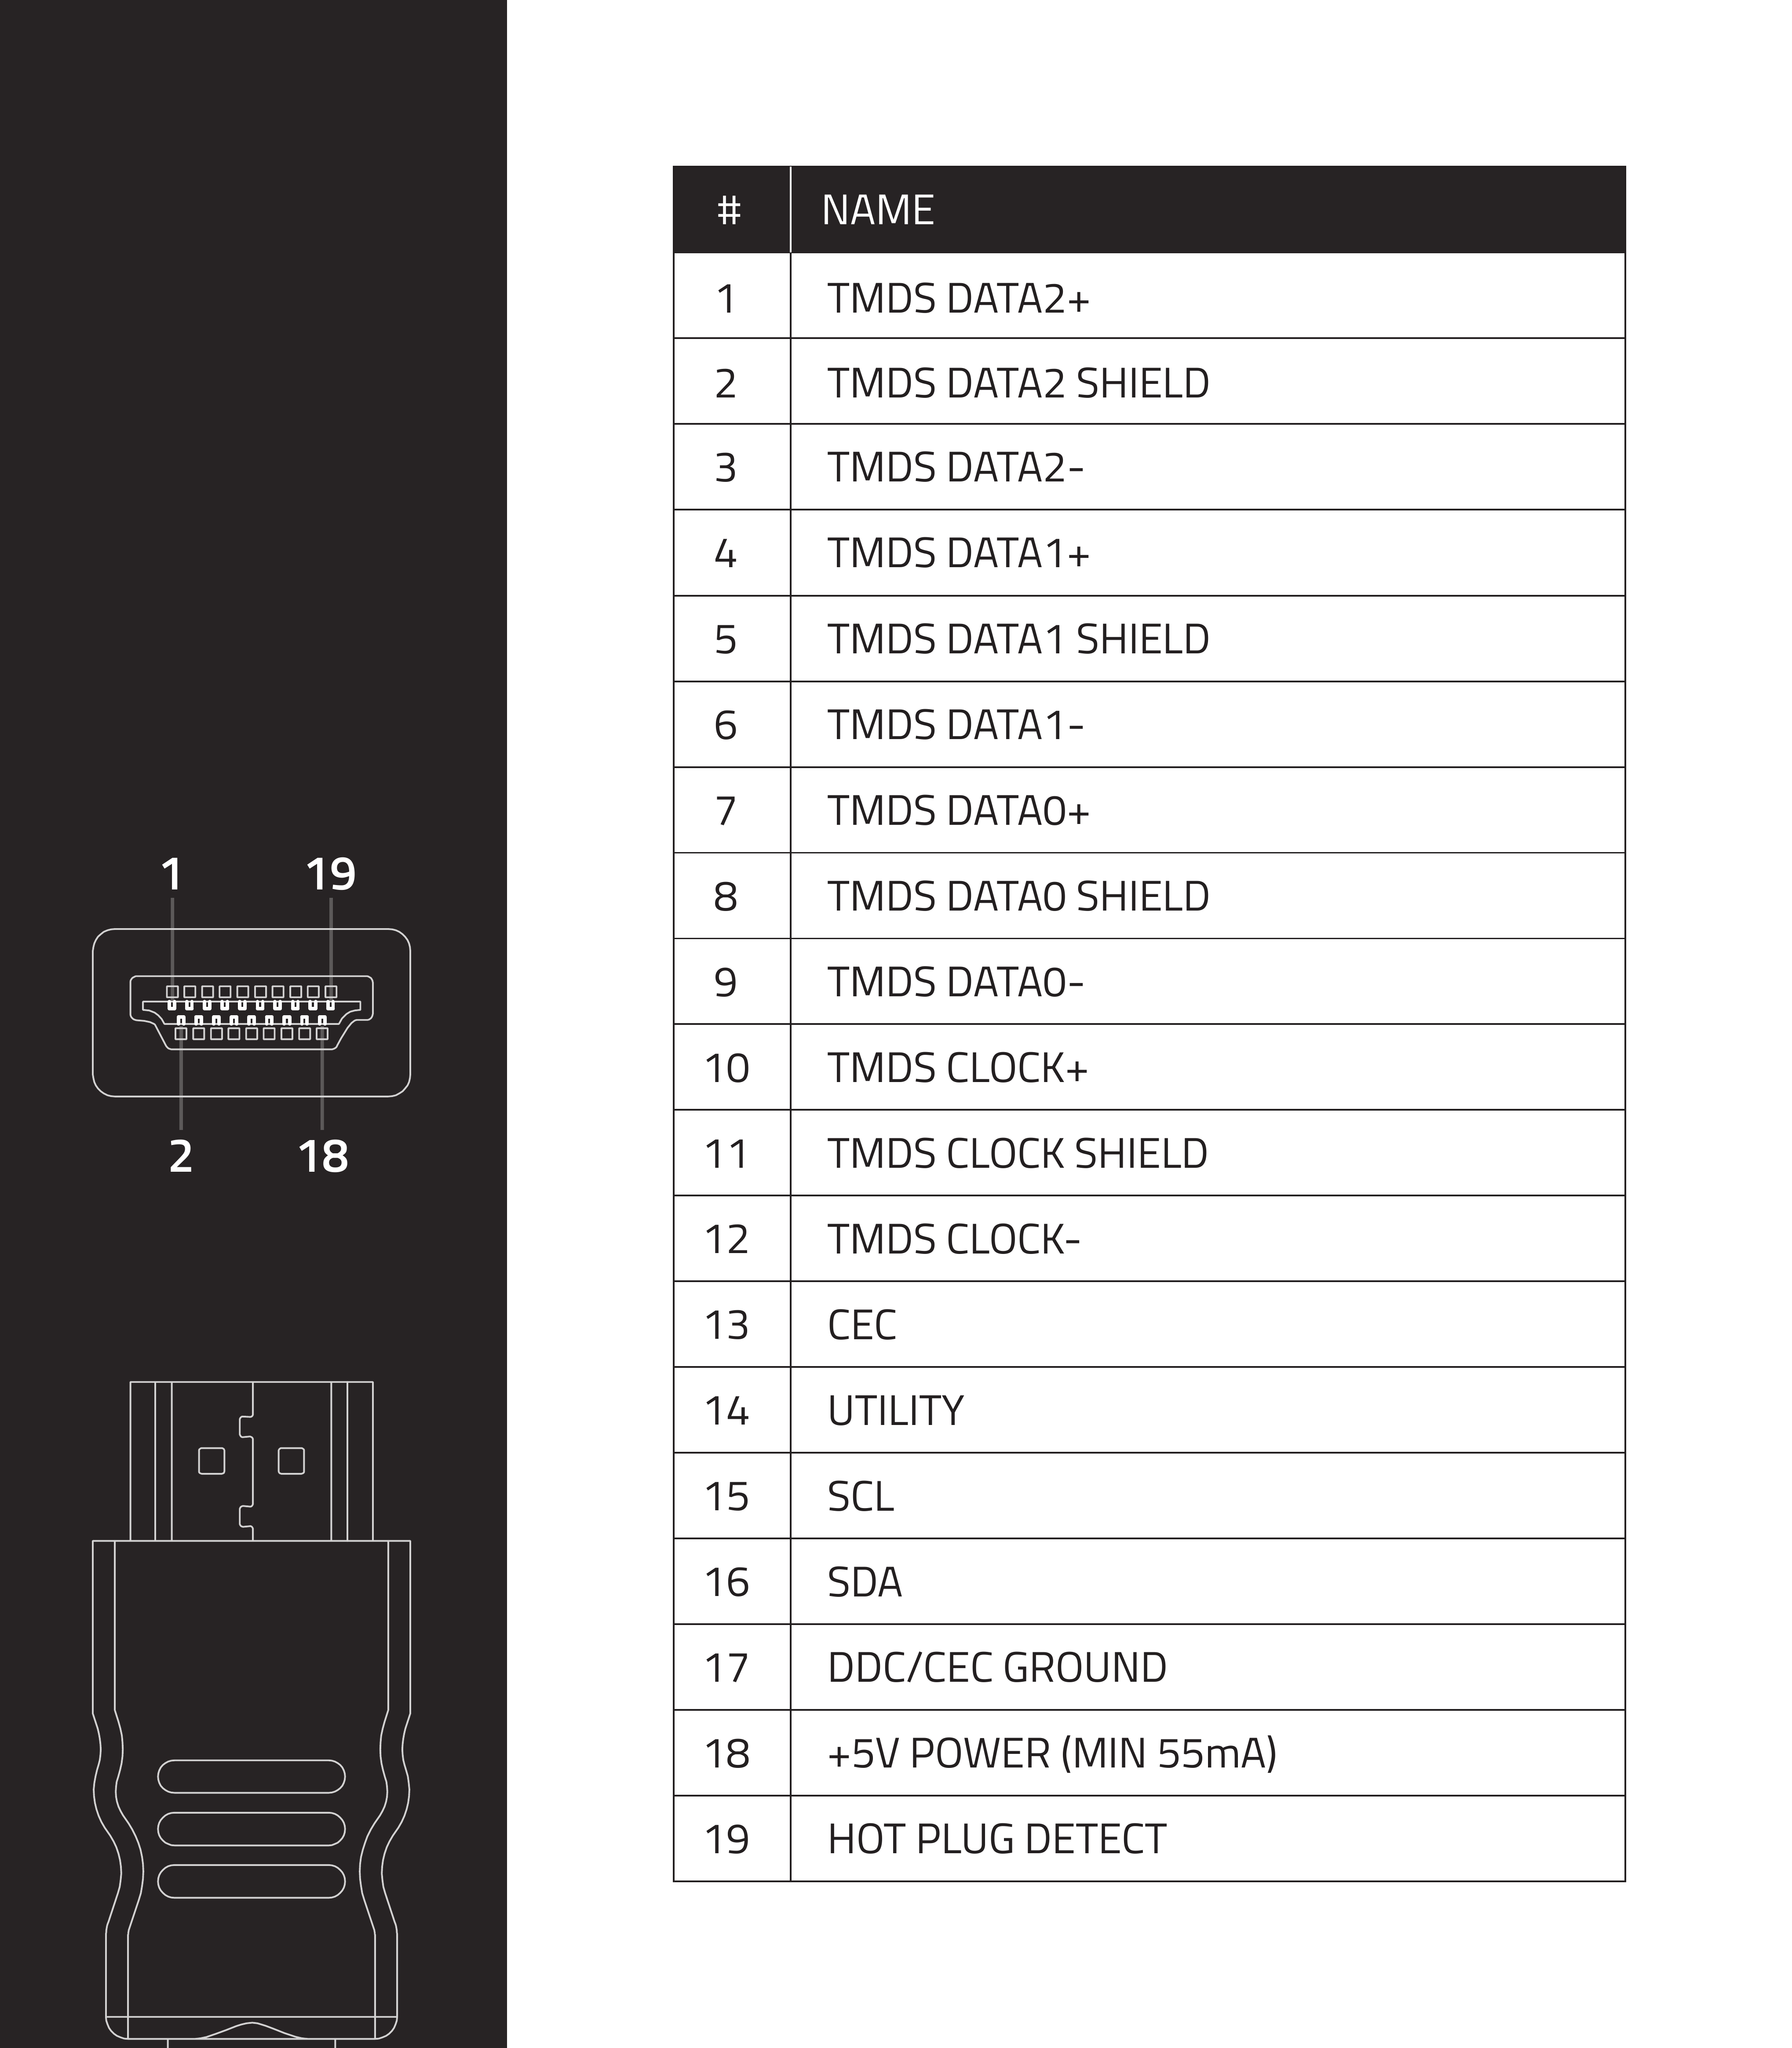 1 19
2 18
# NAME
1 TMDS DATA2+
2 TMDS DATA2 SHIELD
3 TMDS DATA2-
4 TMDS DATA1+
5 TMDS DATA1 SHIELD
6 TMDS DATA1-
7 TMDS DATA0+
8 TMDS DATA0 SHIELD
9 TMDS DATA0-
10 TMDS CLOCK+
11 TMDS CLOCK SHIELD
12 TMDS CLOCK-
13 CEC
14 UTILITY
15 SCL
16 SDA
17 DDC/CEC GROUND
18 +5V POWER (MIN 55mA)
19 HOT PLUG DETECT